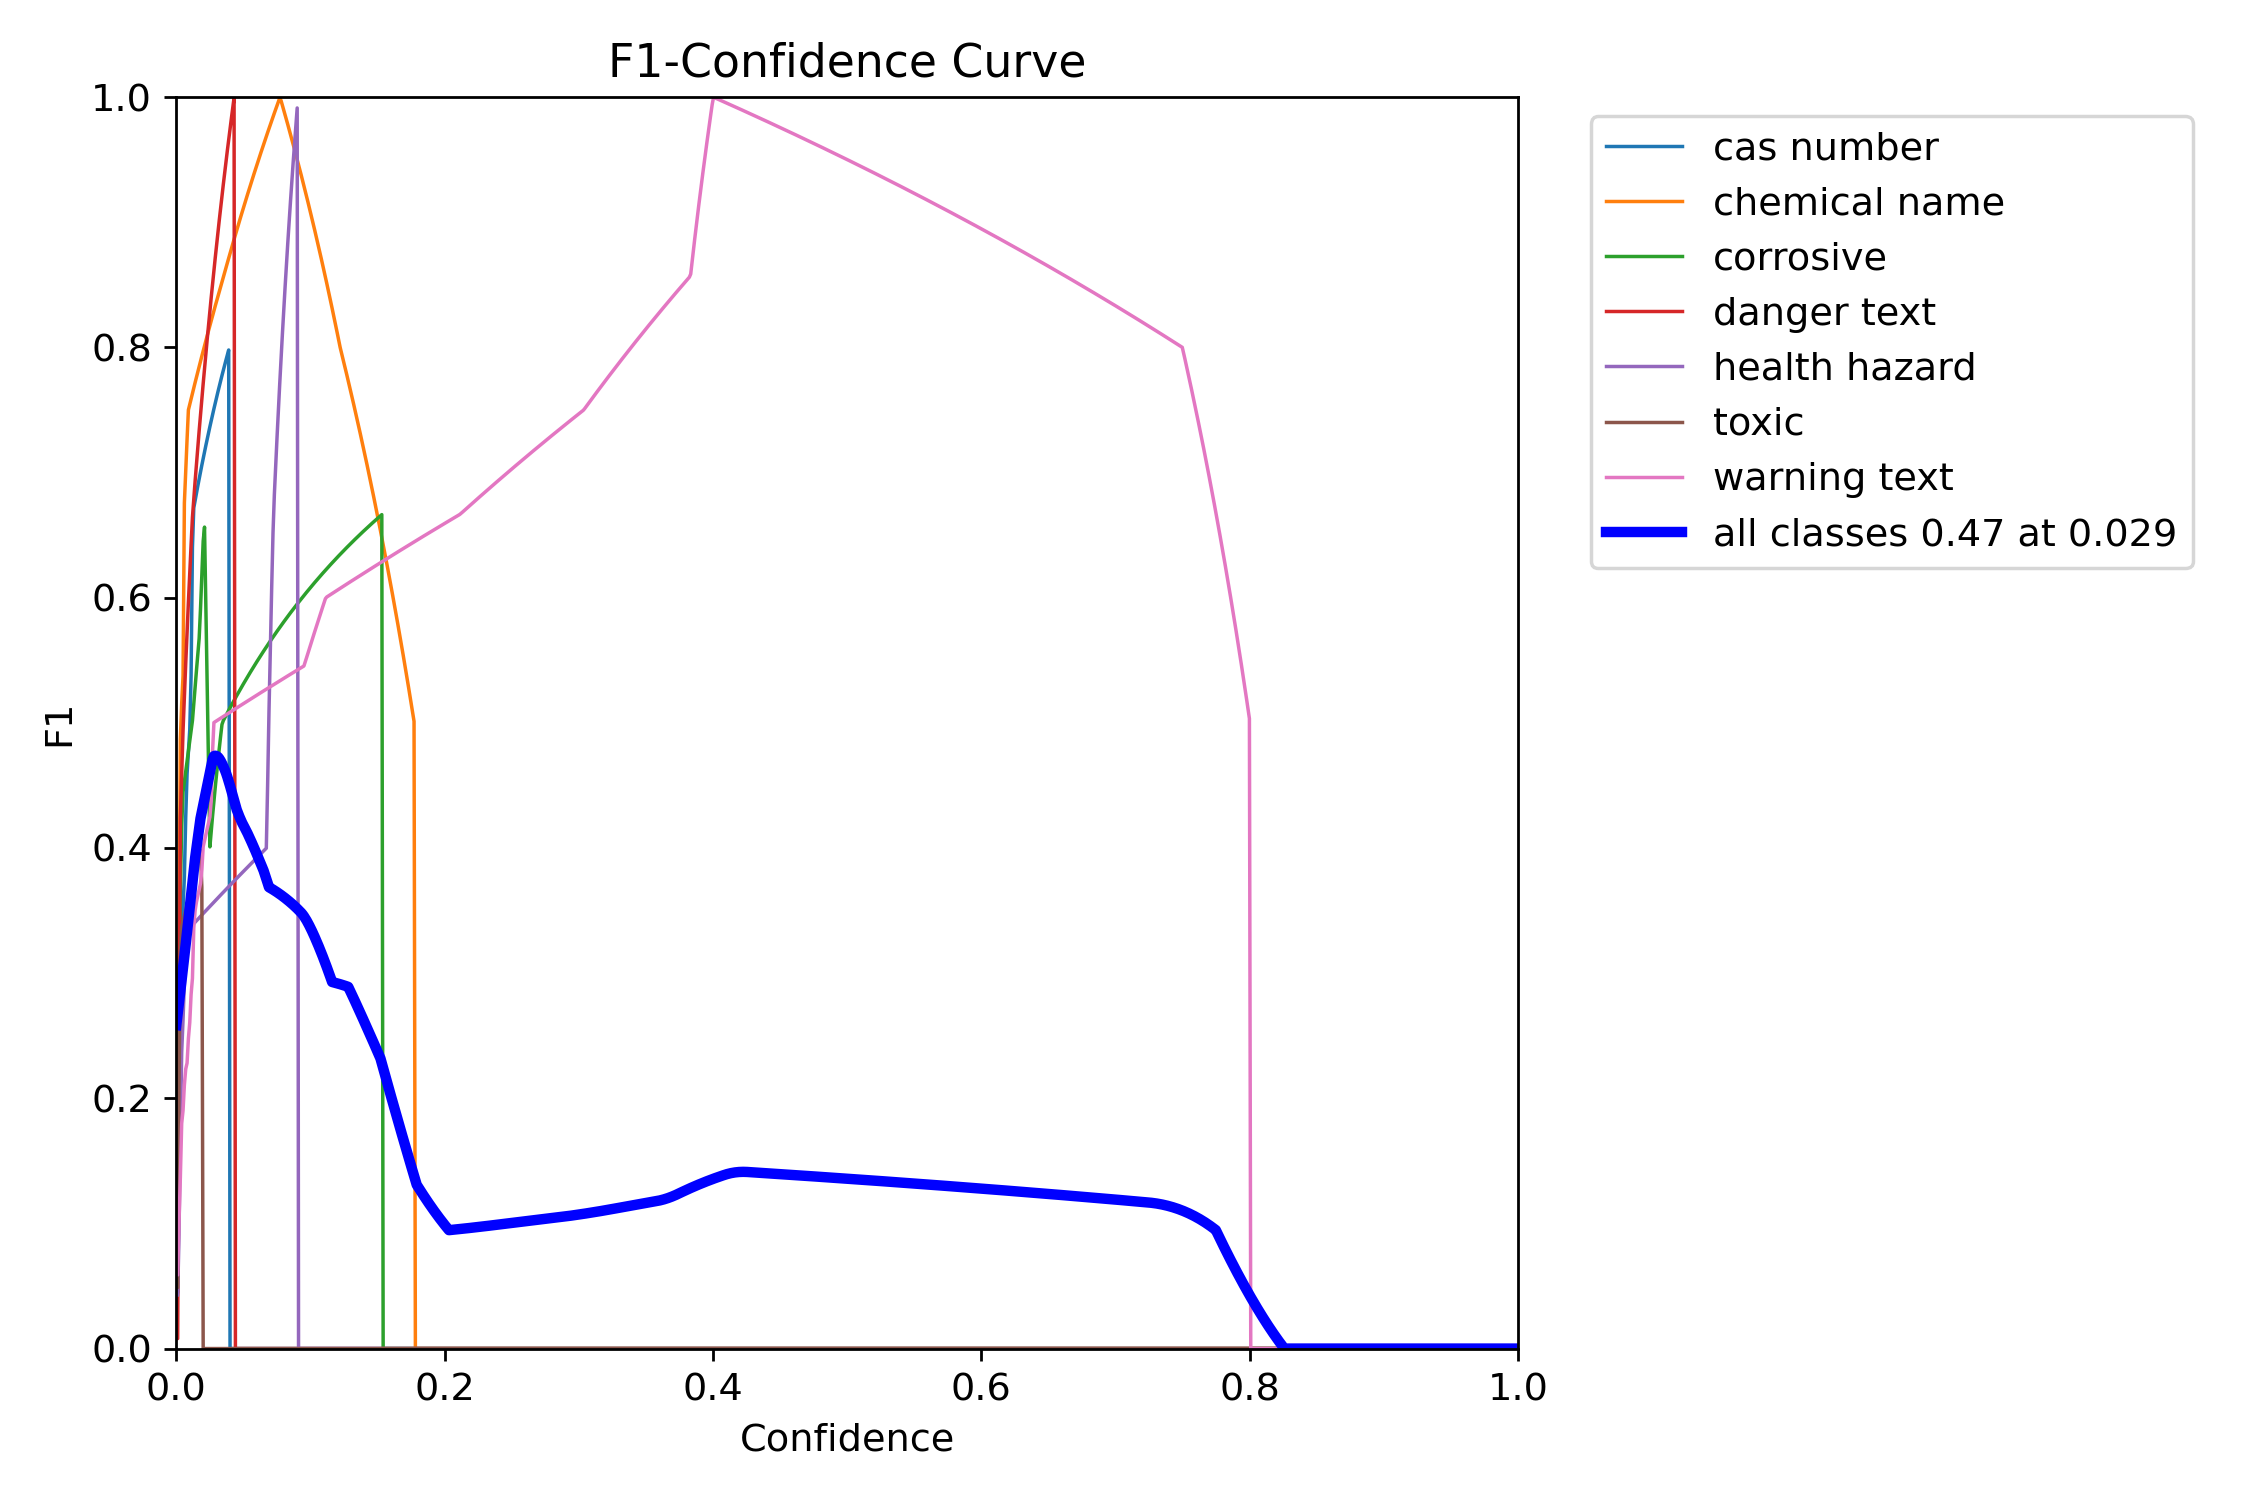 F1-Confidence Curve
1.0
0.8
0.6
0.4
0.2
0.0
F1
0.0 0.2 0.4 0.6 0.8 1.0
Confidence
cas number
chemical name
corrosive
danger text
health hazard
toxic
warning text
all classes 0.47 at 0.029